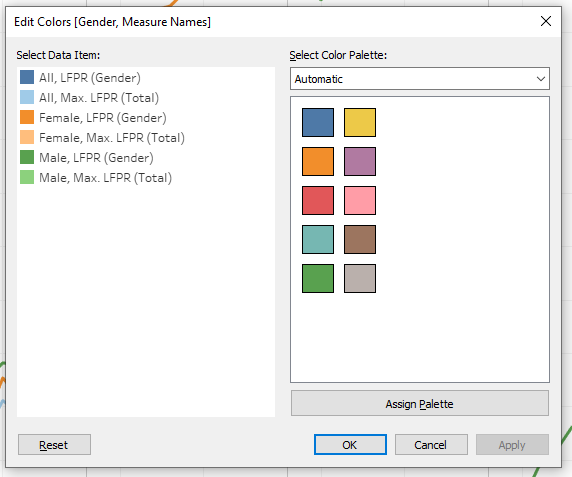 Edit Colors [Gender, Measure Names]
Select Data Item:
All, LFPR (Gender)
All, Max. LFPR (Total)
Female, LFPR (Gender)
Female, Max. LFPR (Total)
Male, LFPR (Gender)
Male, Max. LFPR (Total)
Select Color Palette:
Automatic
Assign Palette
Reset
OK
Cancel
Apply